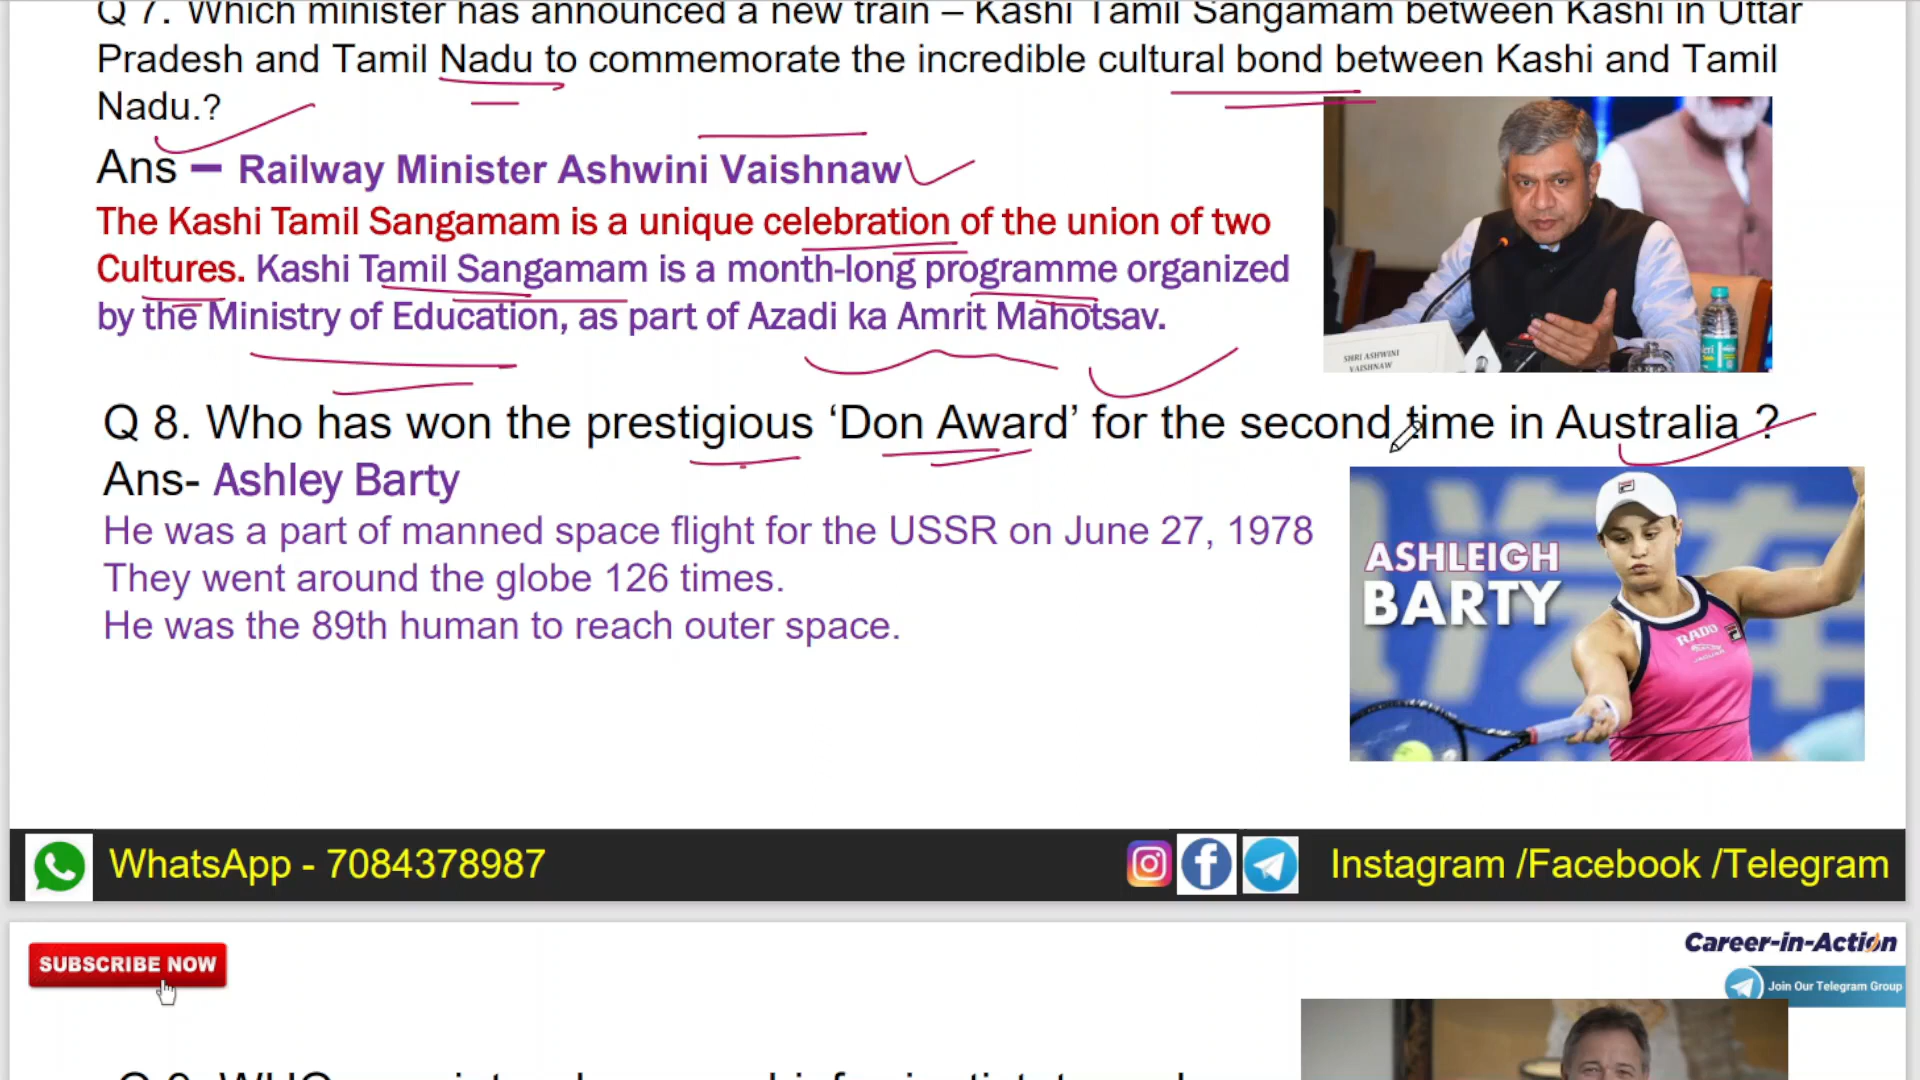 Q 7. Which minister has announced a new train – Kashi Tamil Sangamam between Kashi in Uttar
Pradesh and Tamil Nadu to commemorate the incredible cultural bond between Kashi and Tamil
Nadu.?
Ans – Railway Minister Ashwini Vaishnaw
The Kashi Tamil Sangamam is a unique celebration of the union of two
Cultures. Kashi Tamil Sangamam is a month-long programme organized
by the Ministry of Education, as part of Azadi ka Amrit Mahotsav.
SHRI ASHWINI
VAISHNAW
Q 8. Who has won the prestigious ‘Don Award’ for the second time in Australia ?
Ans- Ashley Barty
He was a part of manned space flight for the USSR on June 27, 1978
They went around the globe 126 times.
He was the 89th human to reach outer space.
ASHLEIGH
BARTY
RADO
JAGUAR
WhatsApp - 7084378987
Instagram /Facebook /Telegram
SUBSCRIBE NOW
Career-in-Action
Join Our Telegram Group